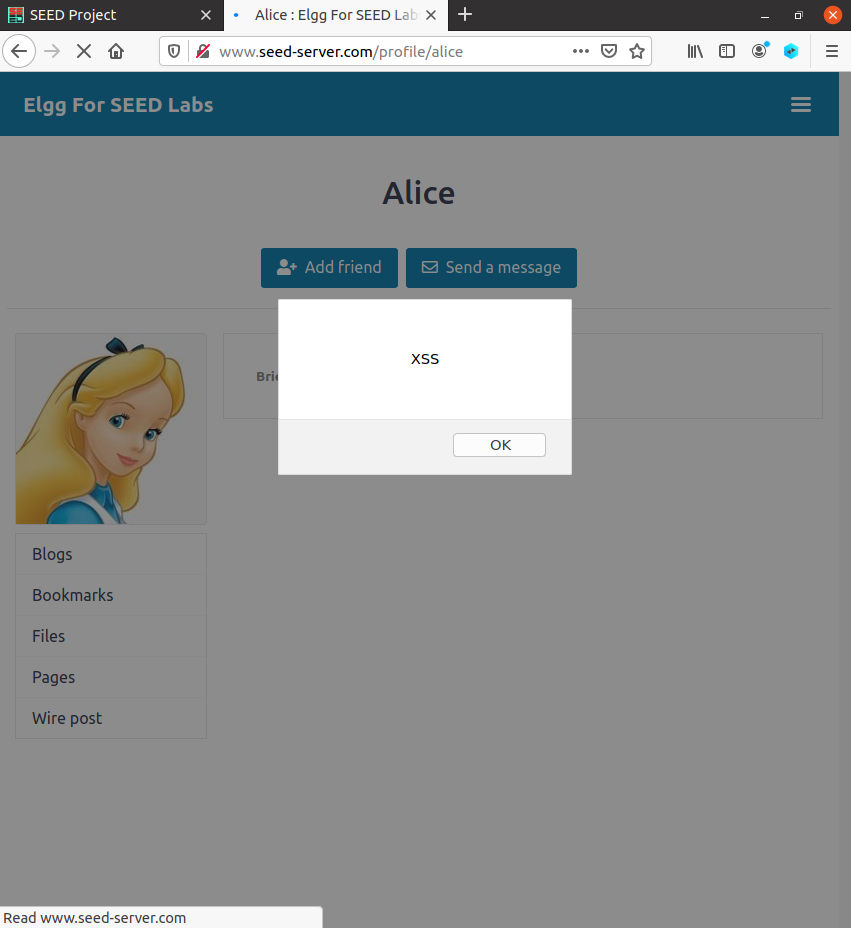 SEED Project
Alice : Elgg For SEED Lab
www.seed-server.com/profile/alice
Elgg For SEED Labs
Alice
Add friend
Send a message
XSS
Brie
OK
Blogs
Bookmarks
Files
Pages
Wire post
Read www.seed-server.com